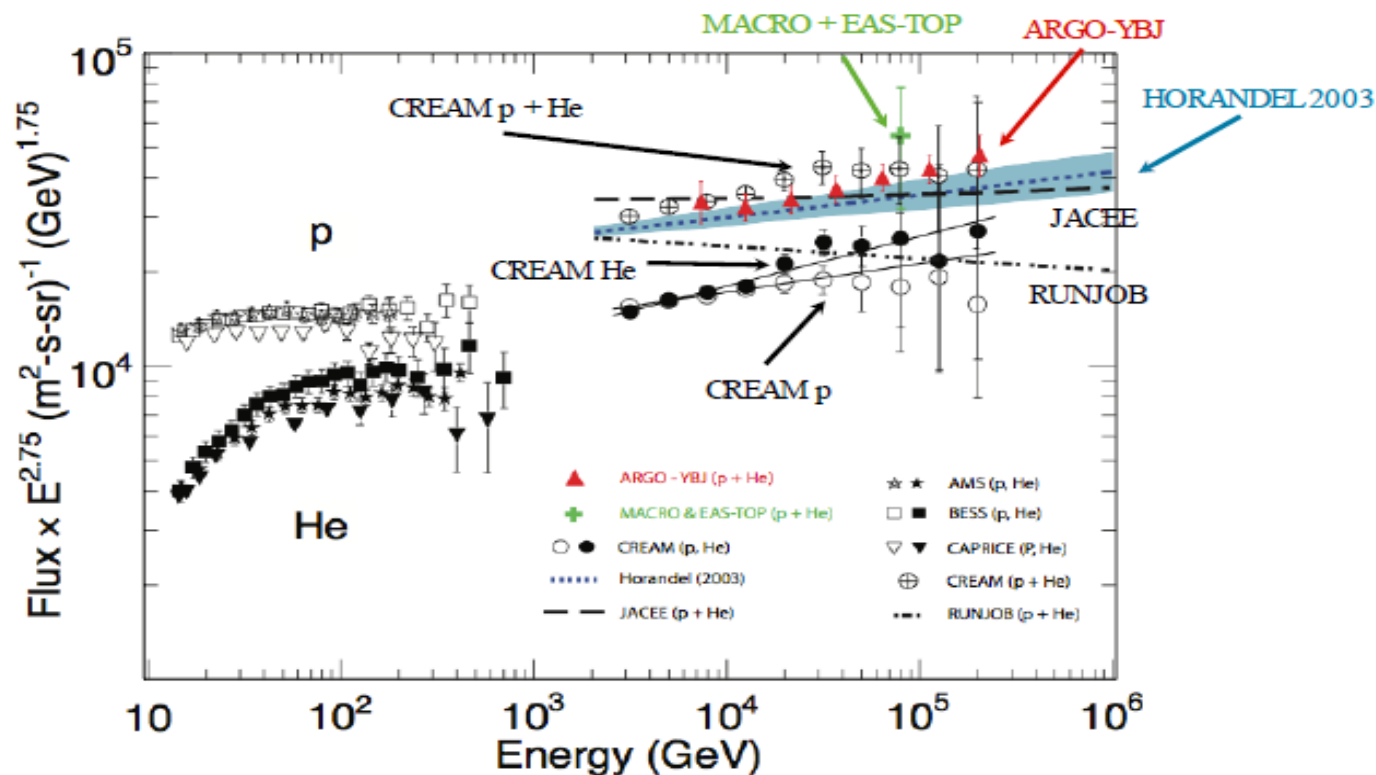 MACRO + EAS-TOP
ARGO-YBJ
HORANDEL 2003
CREAM p + He
JACEE
RUNJOB
CREAM He
CREAM p
p
He
10^5
10^4
Flux x E^2.75 (m^2-s-sr)^-1 (GeV)^1.75
ARGO - YBJ (p + He)
MACRO & EAS-TOP (p + He)
CREAM (p, He)
Horandel (2003)
JACEE (p + He)
AMS (p, He)
BESS (p, He)
CAPRICE (P, He)
CREAM (p + He)
RUNJOB (p + He)
10 10^2 10^3 10^4 10^5 10^6
Energy (GeV)